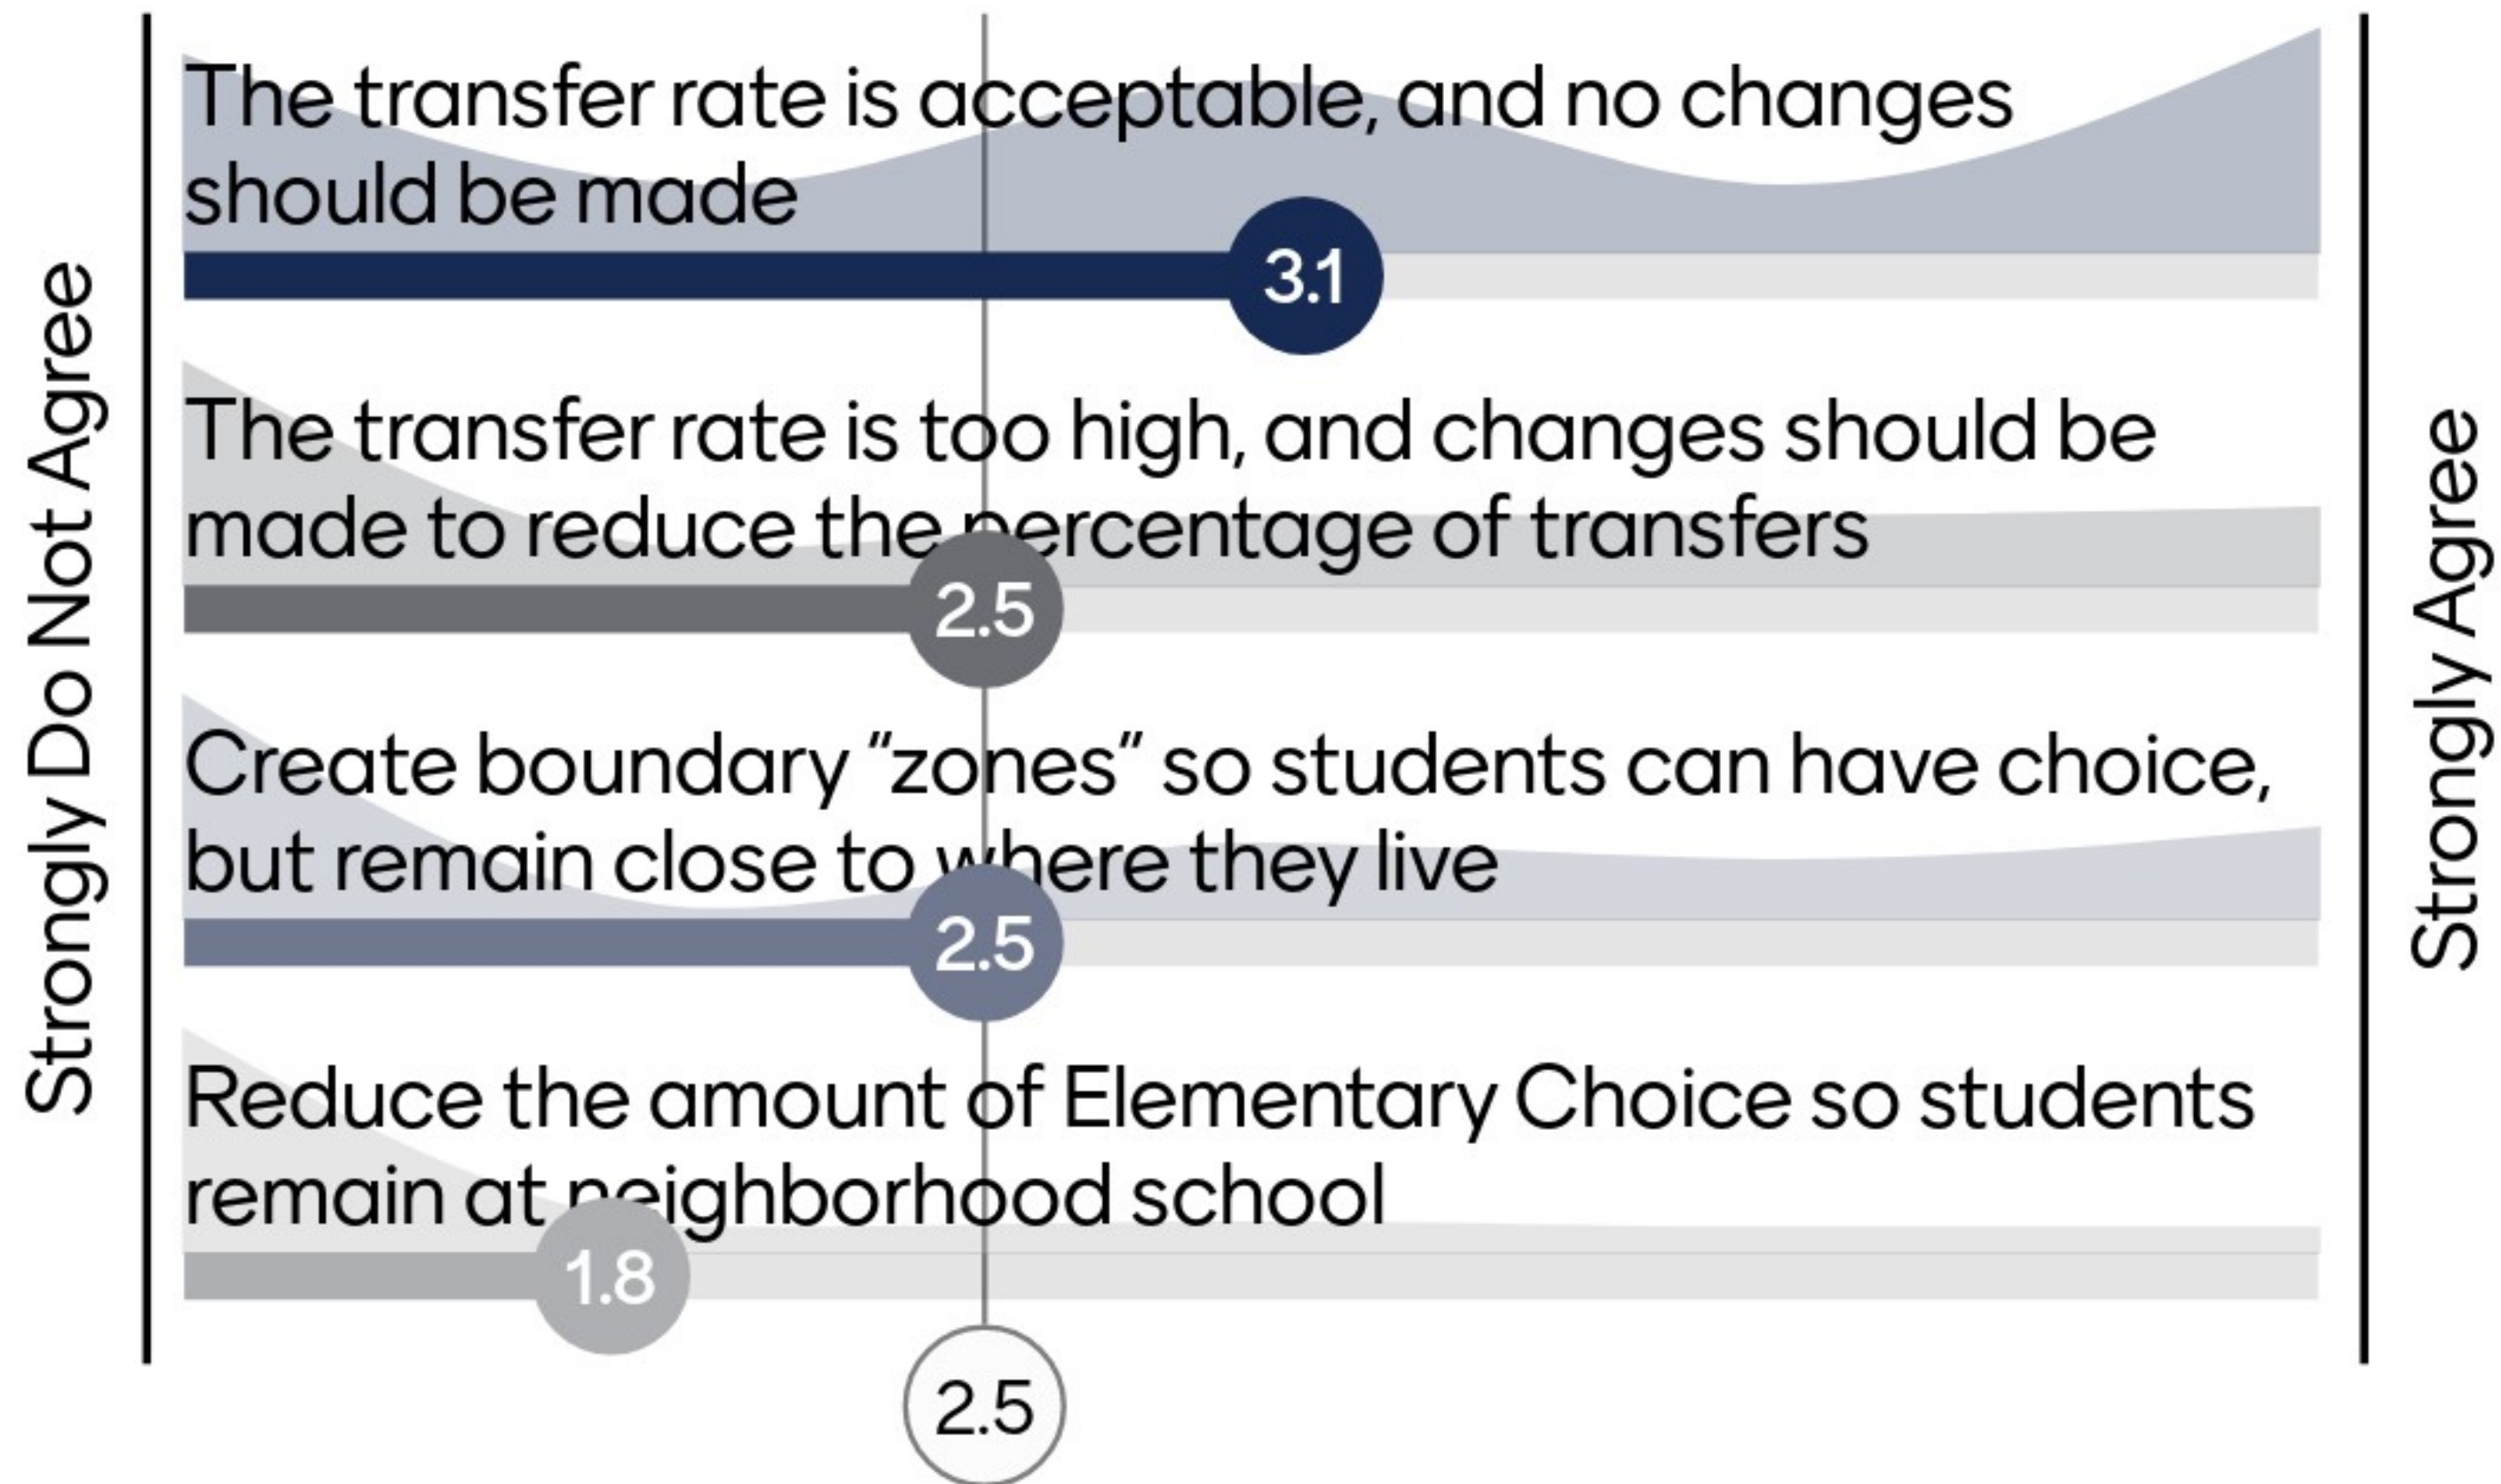 Strongly Do Not Agree
The transfer rate is acceptable, and no changes
should be made
3.1
The transfer rate is too high, and changes should be
made to reduce the percentage of transfers
2.5
Create boundary “zones” so students can have choice,
but remain close to where they live
2.5
Reduce the amount of Elementary Choice so students
remain at neighborhood school
1.8
2.5
Strongly Agree